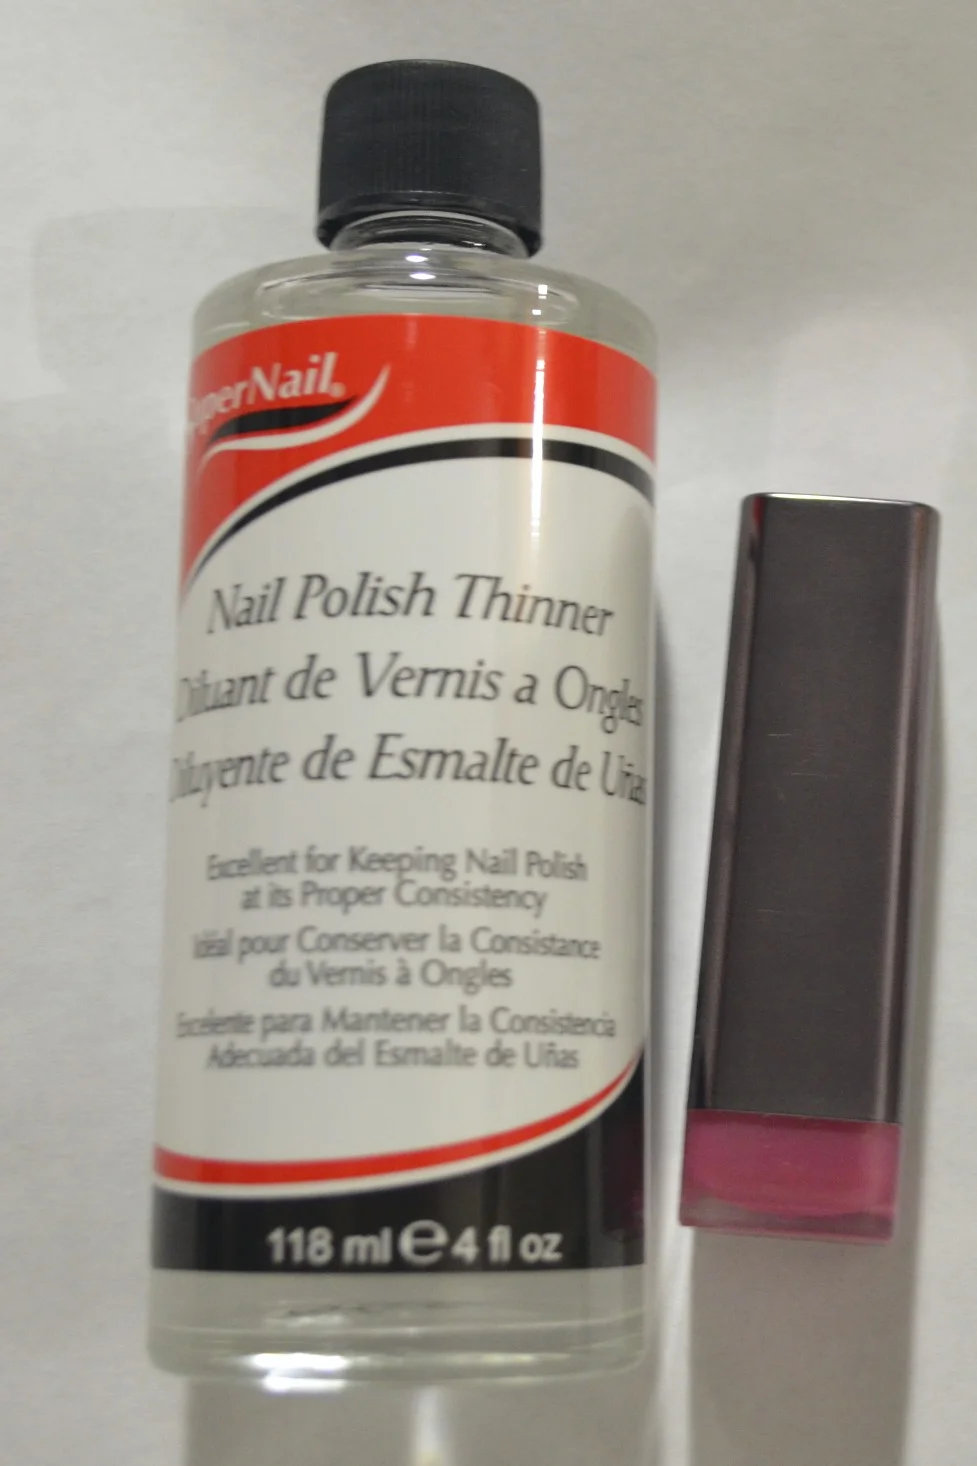 SuperNail®
Nail Polish Thinner
Diluant de Vernis a Ongles
Diluyente de Esmalte de Uñas
Excellent for Keeping Nail Polish
at its Proper Consistency
Idéal pour Conserver la Consistance
du Vernis à Ongles
Excelente para Mantener la Consistencia
Adecuada del Esmalte de Uñas
118 ml ℮ 4 fl oz